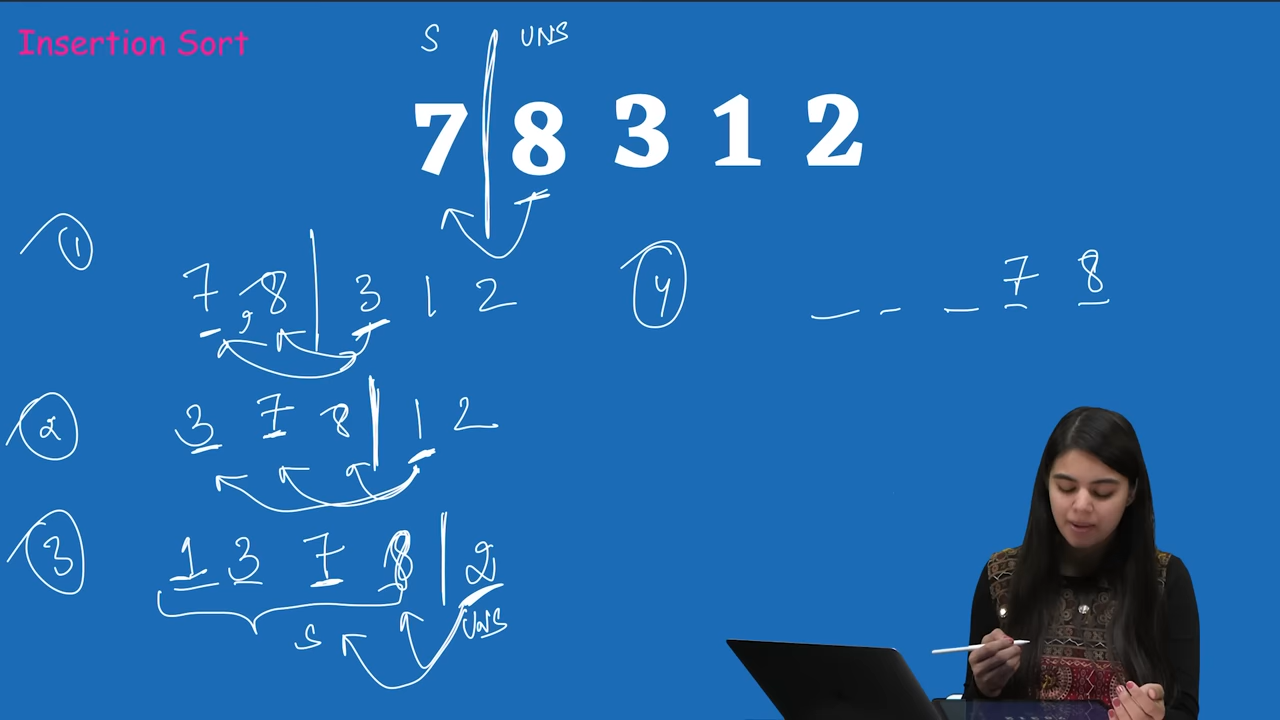 Insertion Sort
S UNS
7 8 3 1 2
1
7, 8 3 1 2
2
3 7 8 1 2
3
1 3 7 8 2
S UNS
4
7 8